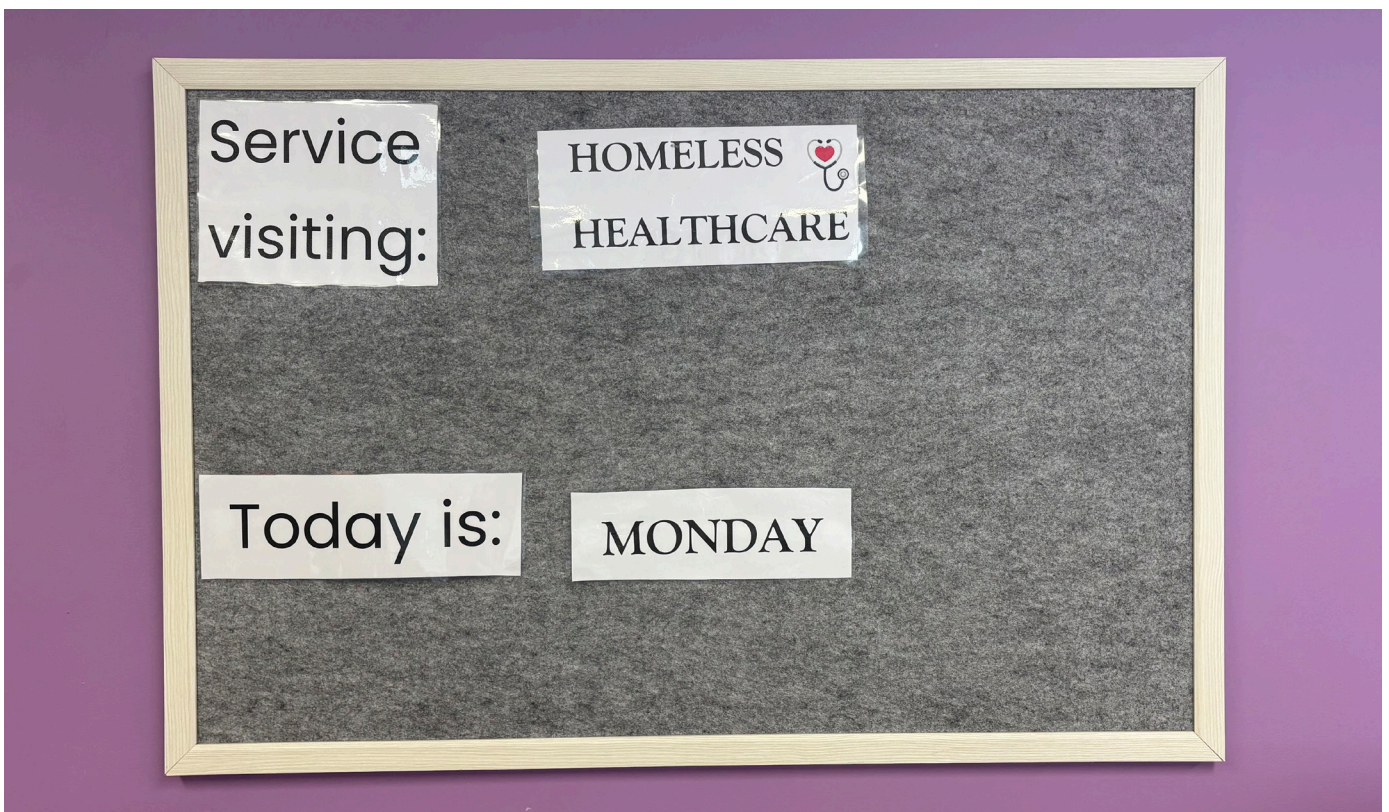 Service
visiting:
HOMELESS
HEALTHCARE
Today is:
MONDAY